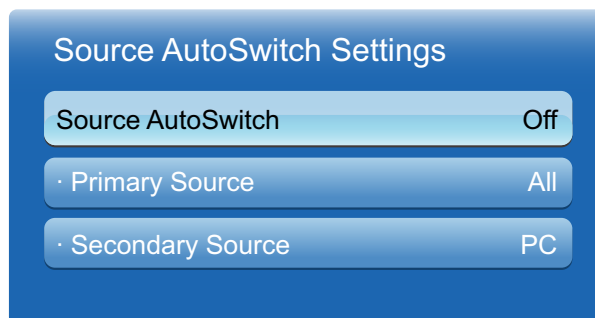 Source AutoSwitch Settings
Source AutoSwitch Off
· Primary Source All
· Secondary Source PC